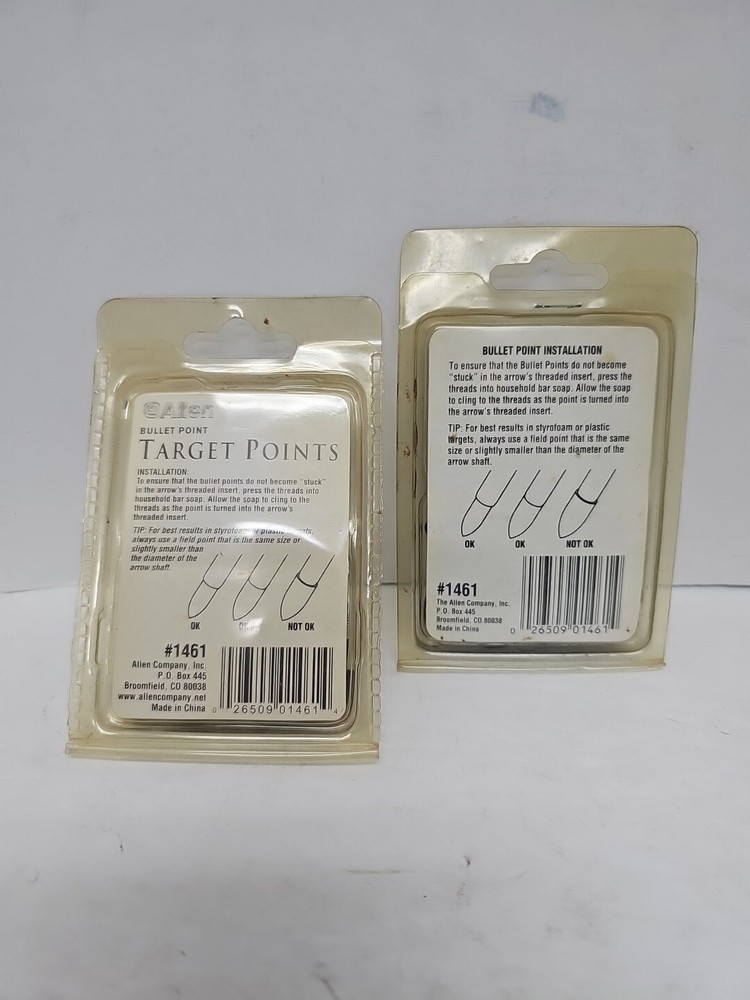 Allen
BULLET POINT
TARGET POINTS
INSTALLATION:
To ensure that the bullet points do not become "stuck"
in the arrow's threaded insert, press the threads into
household bar soap. Allow the soap to cling to the
threads as the point is turned into the arrow's
threaded insert.
TIP: For best results in styrofoam or plastic
always use a field point that is the same size or
slightly smaller than
the diameter of the
arrow shaft.
OK
NOT OK
#1461
Allen Company, Inc.
P.O. Box 445
Broomfield, CO 80038
www.allencompany.net
Made in China
0 26509 01461 4
BULLET POINT INSTALLATION
To ensure that the Bullet Points do not become
"stuck" in the arrow's threaded insert, press the
threads into household bar soap. Allow the soap
to cling to the threads as the point is turned into
the arrow's threaded insert.
TIP: For best results in styrofoam or plastic
targets, always use a field point that is the same
size or slightly smaller than the diameter of the
arrow shaft.
OK OK NOT OK
#1461
The Allen Company, Inc.
P.O. Box 445
Broomfield, CO 80038
Made in China
0 26509 01461